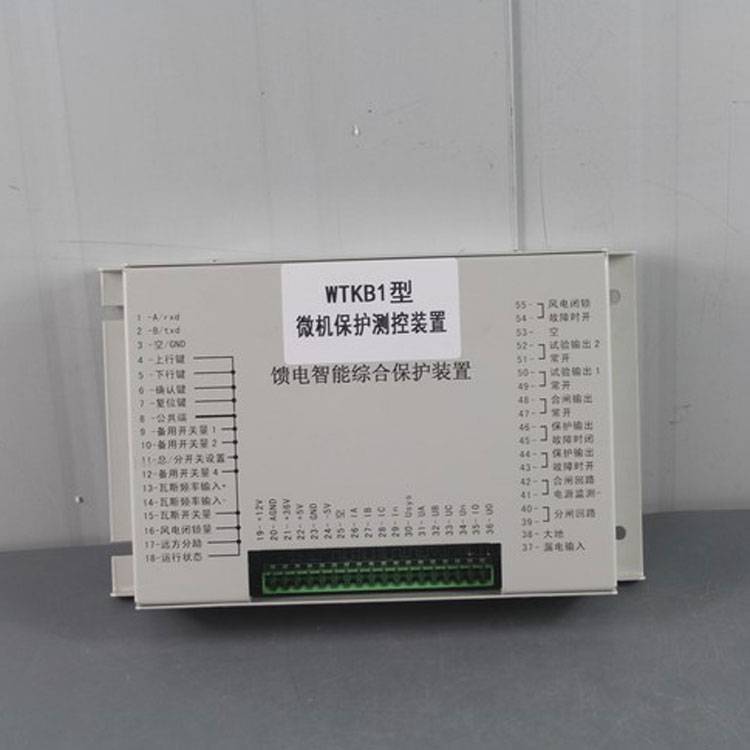 WTKB1型
微机保护测控装置
馈电智能综合保护装置
1 -A/rxd
2 -B/txd
3 -空/GND
4 -上行键
5 -下行键
6 -确认键
7 -复位键
8 -公共端
9 -备用开关量1
10-备用开关量2
11-总/分开关设置
12-备用开关量4
13-瓦斯频率输入+
14-瓦斯频率输入-
15-瓦斯开关量
16-风电闭锁量
17-远方分励
18-运行状态
19-+12V
20-AGND
21-+36V
22-+5V
23-GND
24--5V
25-空
26-IA
27-IB
28-IC
29-In
30-Usys
31-UA
32-UB
33-UC
34-Un
35-I0
36-U0
55-风电闭锁
54-故障时开
53-空
52-试验输出2
51-常开
50-试验输出1
49-常开
48-合闸输出
47-常开
46-保护输出
45-故障时闭
44-保护输出
43-故障时开
42-合闸回路
41-电源监测-
40-分闸回路
39-
38-大地
37-漏电输入